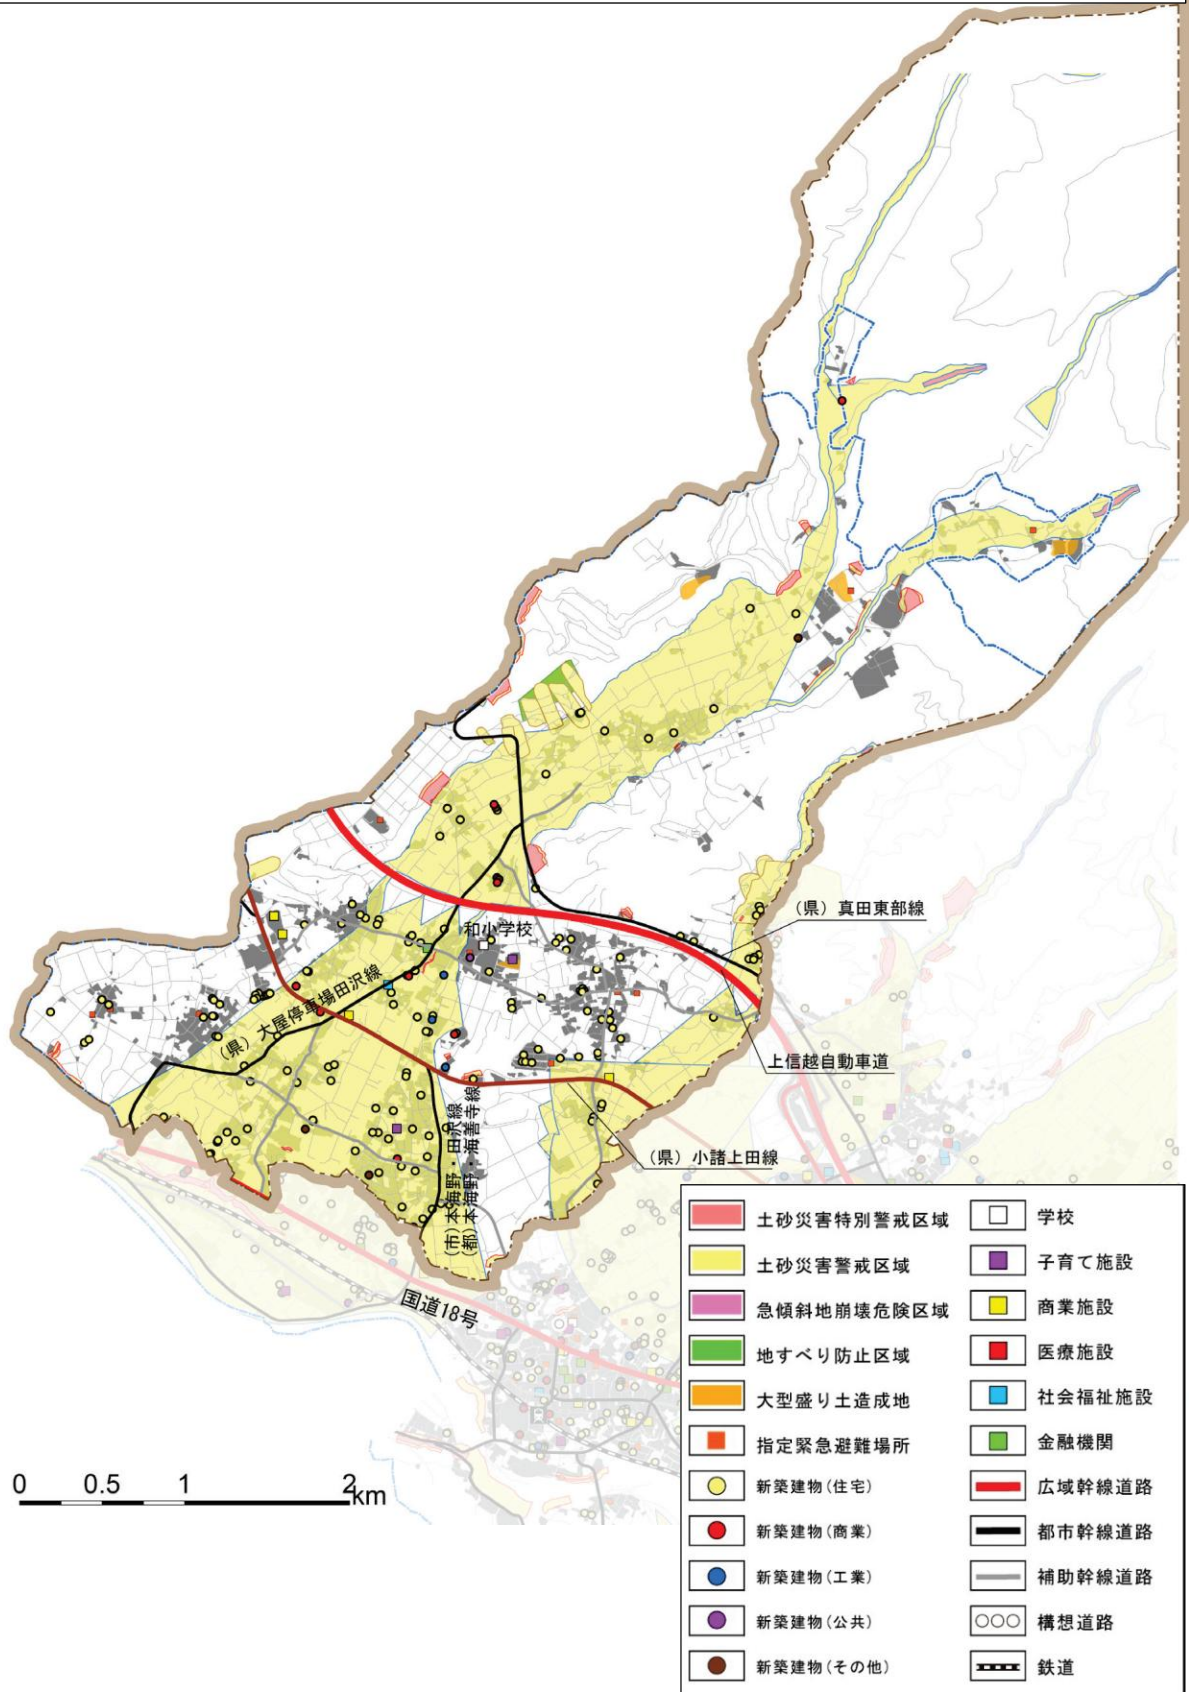 和小学校
(県)真田東部線
(県)大屋停車場田沢線
上信越自動車道
(市)本海野・田沢線
(都)本海野・海善寺線
(県)小諸上田線
国道18号
0 0.5 1 2 km
土砂災害特別警戒区域
土砂災害警戒区域
急傾斜地崩壊危険区域
地すべり防止区域
大型盛り土造成地
指定緊急避難場所
新築建物(住宅)
新築建物(商業)
新築建物(工業)
新築建物(公共)
新築建物(その他)
学校
子育て施設
商業施設
医療施設
社会福祉施設
金融機関
広域幹線道路
都市幹線道路
補助幹線道路
構想道路
鉄道